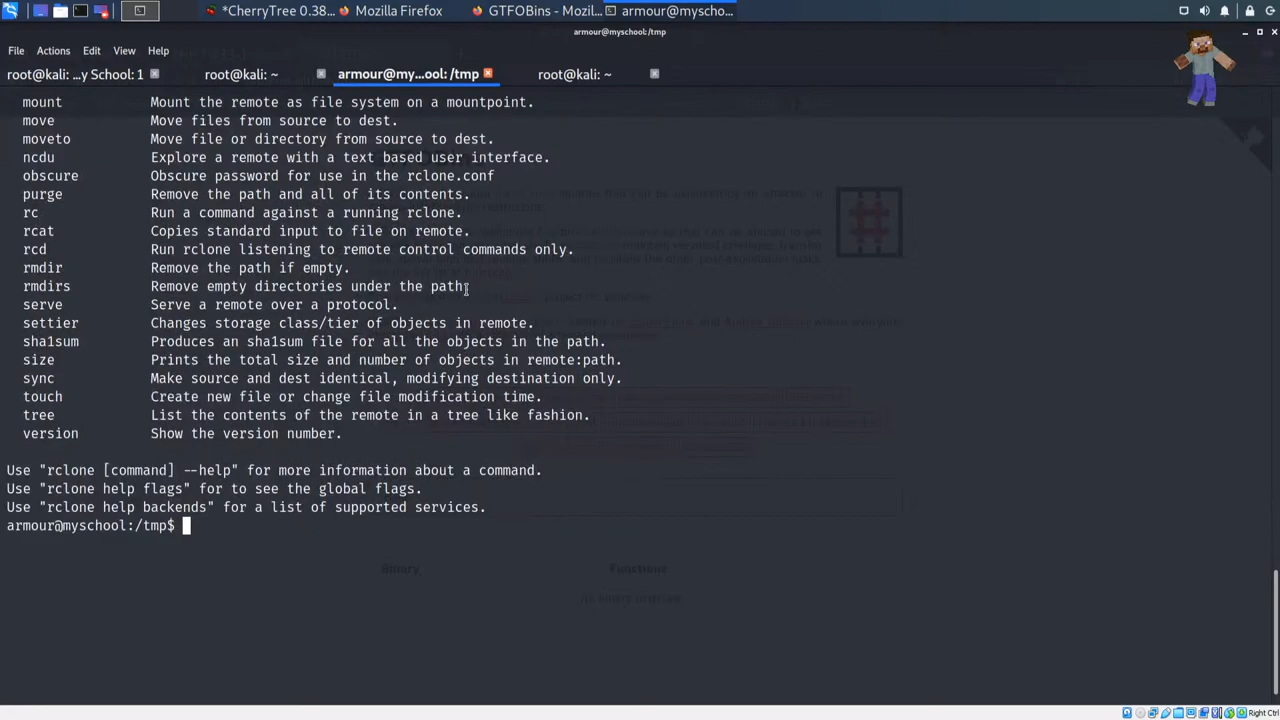 *CherryTree 0.38...
Mozilla Firefox
GTFOBins - Mozil...
armour@myscho...
armour@myschool:/tmp
File Actions Edit View Help
root@kali: ...y School: 1
root@kali: ~
armour@my...ool: /tmp
root@kali: ~
mount Mount the remote as file system on a mountpoint.
move Move files from source to dest.
moveto Move file or directory from source to dest.
ncdu Explore a remote with a text based user interface.
obscure Obscure password for use in the rclone.conf
purge Remove the path and all of its contents.
rc Run a command against a running rclone.
rcat Copies standard input to file on remote.
rcd Run rclone listening to remote control commands only.
rmdir Remove the path if empty.
rmdirs Remove empty directories under the path.
serve Serve a remote over a protocol.
settier Changes storage class/tier of objects in remote.
sha1sum Produces an sha1sum file for all the objects in the path.
size Prints the total size and number of objects in remote:path.
sync Make source and dest identical, modifying destination only.
touch Create new file or change file modification time.
tree List the contents of the remote in a tree like fashion.
version Show the version number.
Use "rclone [command] --help" for more information about a command.
Use "rclone help flags" for to see the global flags.
Use "rclone help backends" for a list of supported services.
armour@myschool:/tmp$
Binary Functions
Right Ctrl